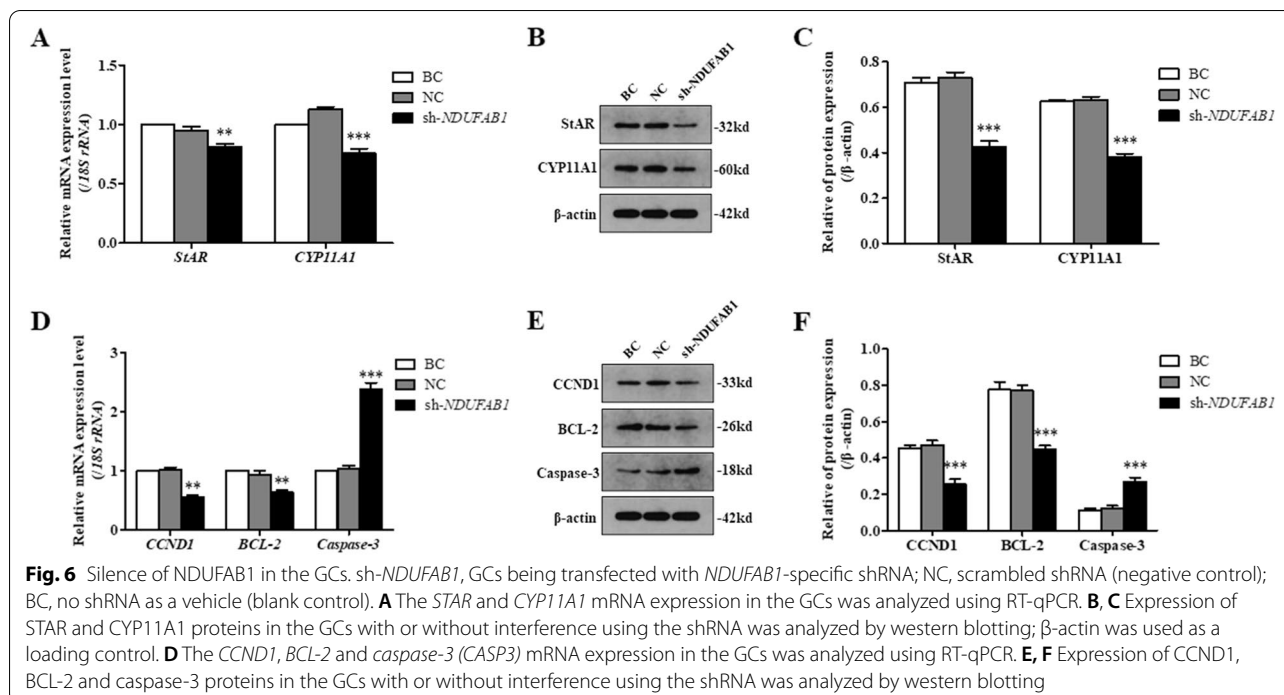 A
Relative mRNA expression level
(/18S rRNA)
1.5
1.0
0.5
0.0
StAR
CYP11A1
BC
NC
sh-NDUFAB1
**
***
B
BC
NC
sh-NDUFAB1
StAR
-32kd
CYP11A1
-60kd
β-actin
-42kd
C
Relative of protein expression
(/β -actin)
0.8
0.6
0.4
0.2
0.0
StAR
CYP11A1
BC
NC
sh-NDUFAB1
***
***
D
Relative mRNA expression level
(/18S rRNA)
3
2
1
0
CCND1
BCL-2
Caspase-3
BC
NC
sh-NDUFAB1
**
**
***
E
BC
NC
sh-NDUFAB1
CCND1
-33kd
BCL-2
-26kd
Caspase-3
-18kd
β-actin
-42kd
F
Relative of protein expression
(/β -actin)
1.0
0.8
0.6
0.4
0.2
0.0
CCND1
BCL-2
Caspase-3
BC
NC
sh-NDUFAB1
***
***
***
Fig. 6 Silence of NDUFAB1 in the GCs. sh-NDUFAB1, GCs being transfected with NDUFAB1-specific shRNA; NC, scrambled shRNA (negative control);
BC, no shRNA as a vehicle (blank control). A The STAR and CYP11A1 mRNA expression in the GCs was analyzed using RT-qPCR. B, C Expression of
STAR and CYP11A1 proteins in the GCs with or without interference using the shRNA was analyzed by western blotting; β-actin was used as a
loading control. D The CCND1, BCL-2 and caspase-3 (CASP3) mRNA expression in the GCs was analyzed using RT-qPCR. E, F Expression of CCND1,
BCL-2 and caspase-3 proteins in the GCs with or without interference using the shRNA was analyzed by western blotting